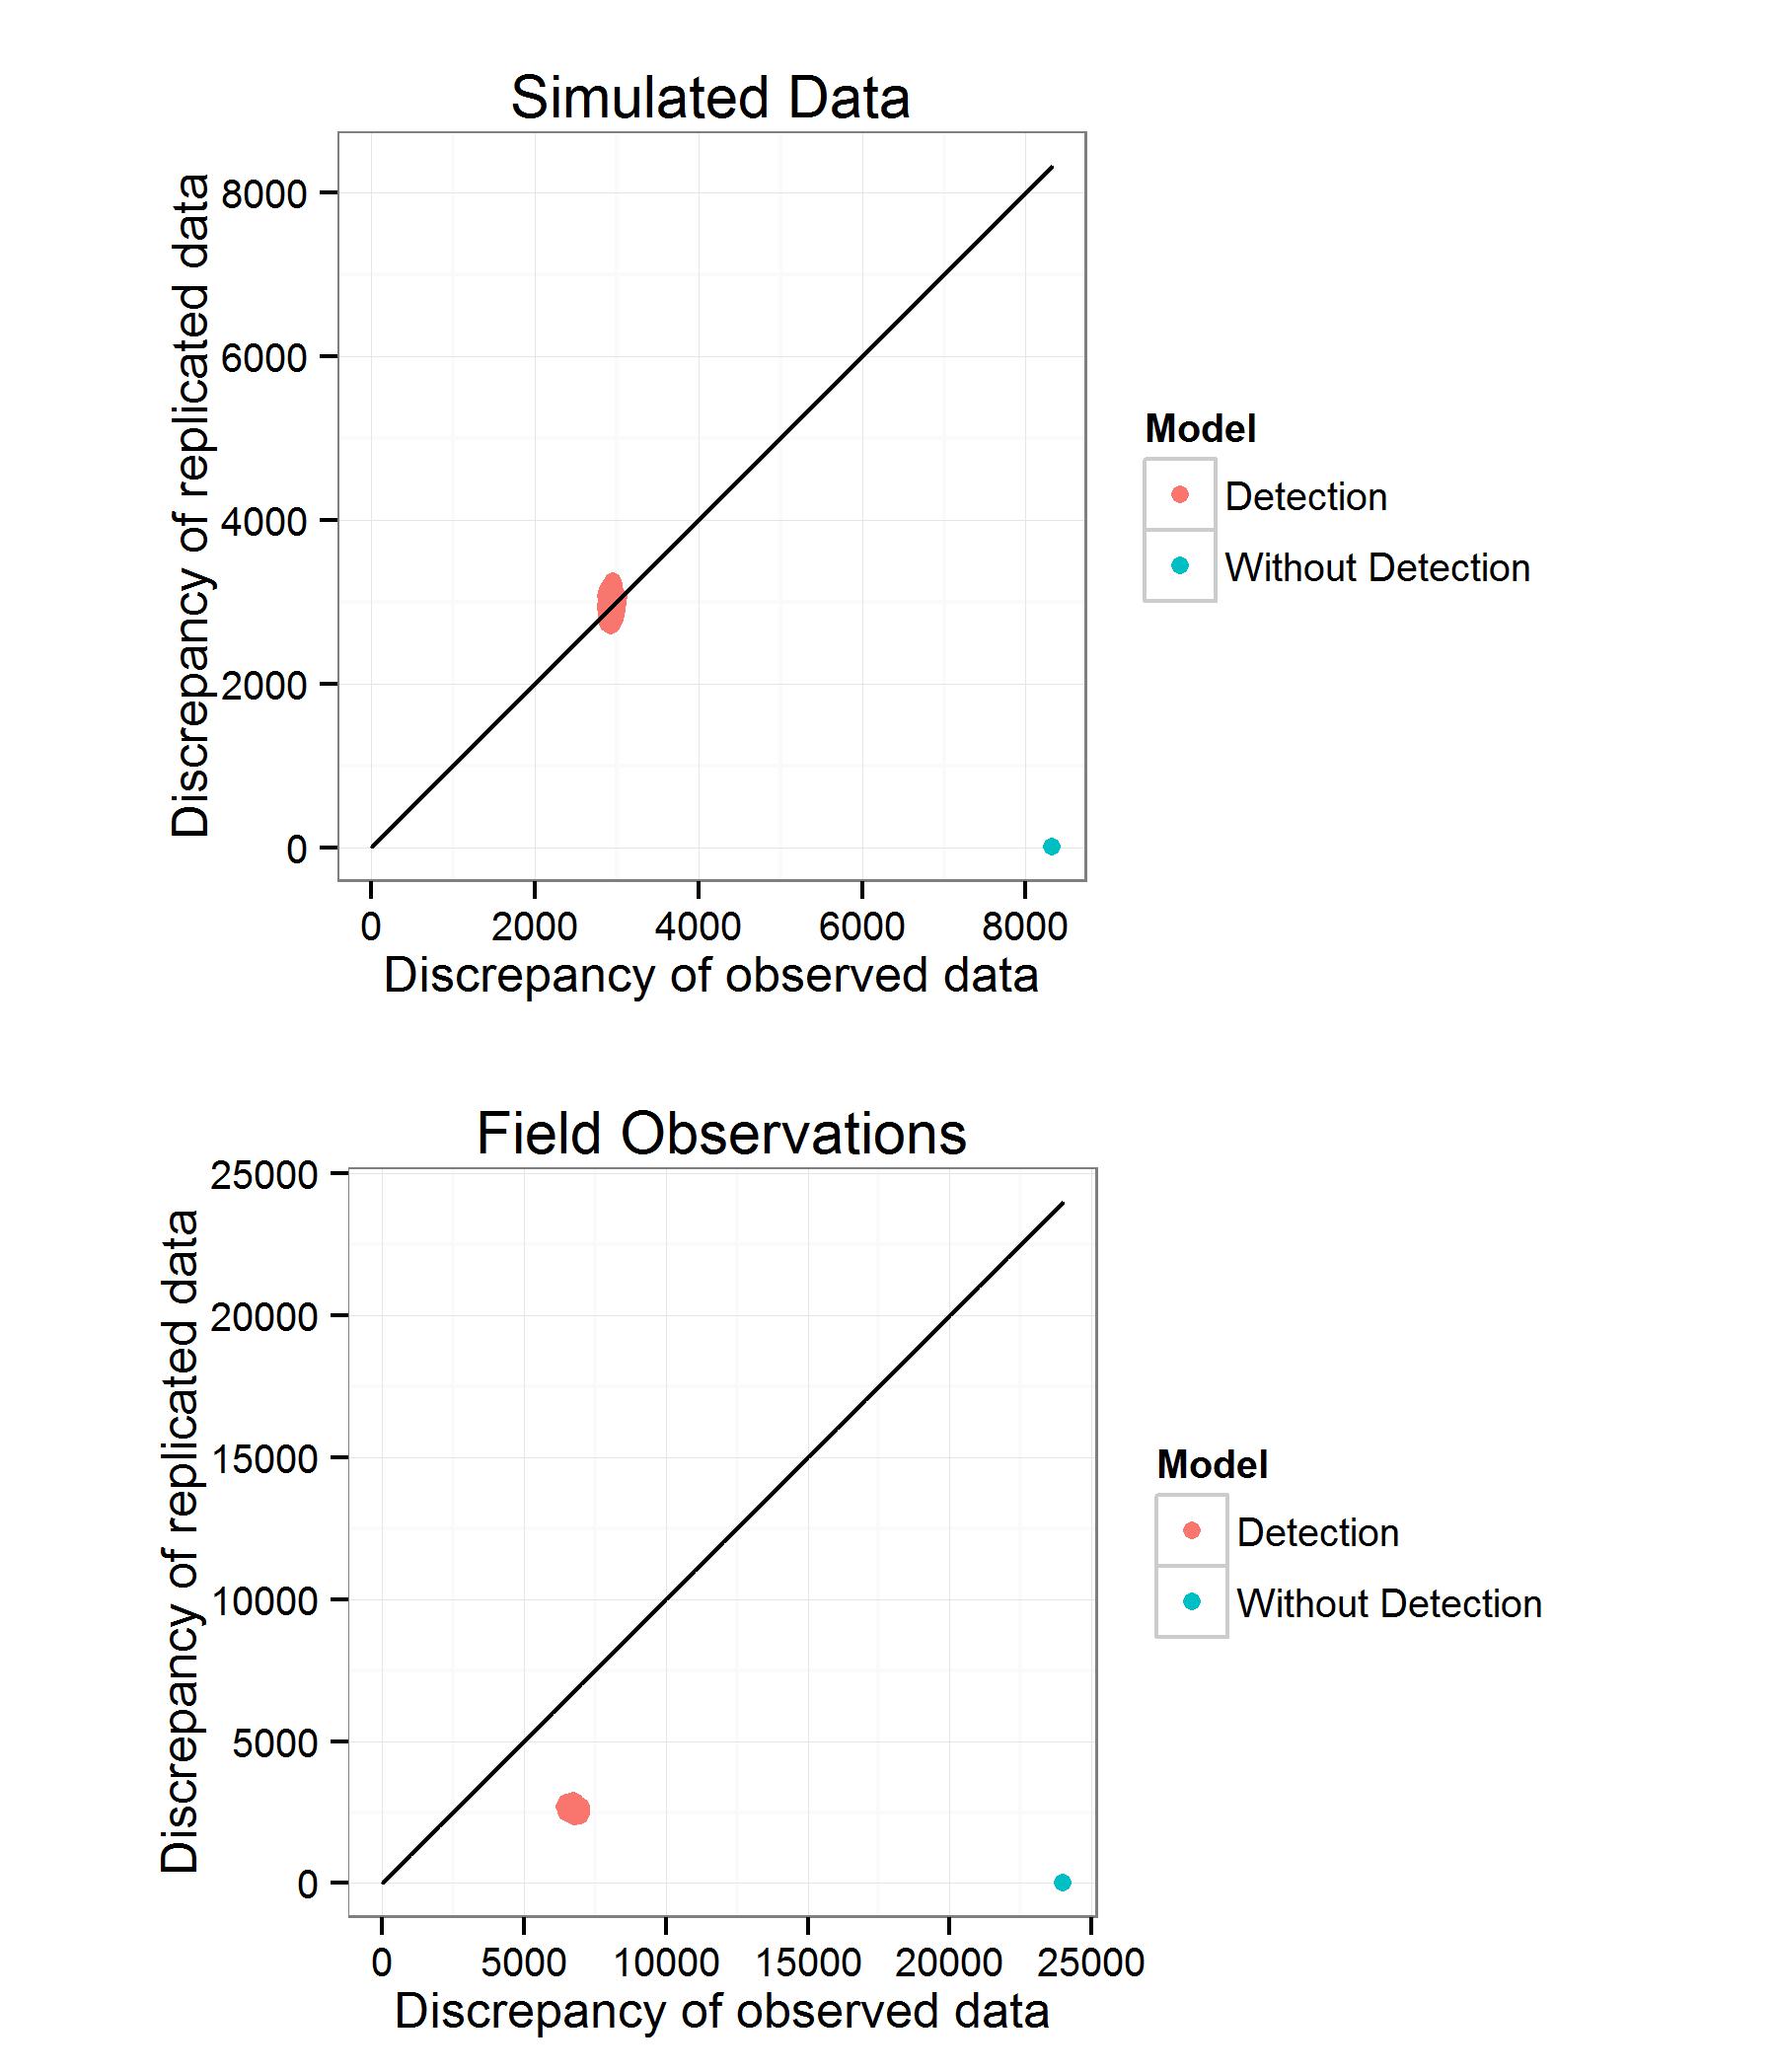 Simulated Data
Discrepancy of replicated data
8000
6000
4000
2000
0
0 2000 4000 6000 8000
Discrepancy of observed data
Model
Detection
Without Detection
Field Observations
Discrepancy of replicated data
25000
20000
15000
10000
5000
0
0 5000 10000 15000 20000 25000
Discrepancy of observed data
Model
Detection
Without Detection